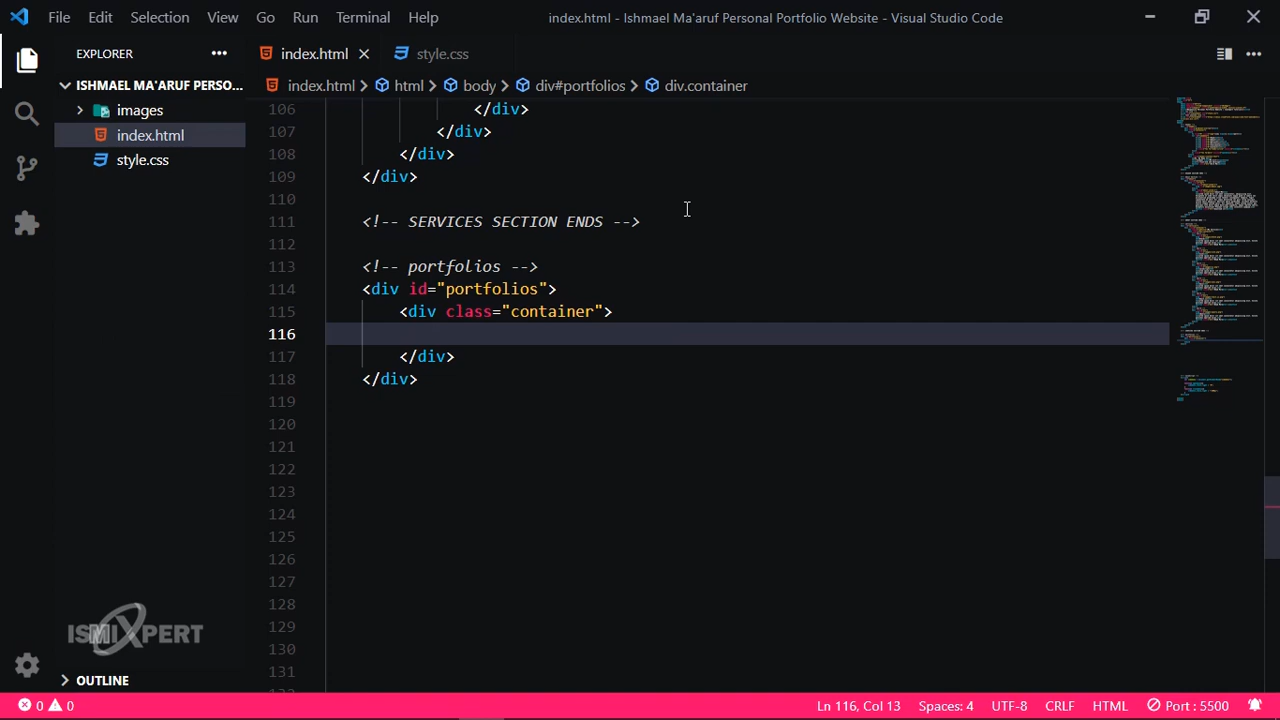 File Edit Selection View Go Run Terminal Help index.html - Ishmael Ma'aruf Personal Portfolio Website - Visual Studio Code
EXPLORER ••• index.html style.css
ISHMAEL MA'ARUF PERSO... index.html > html > body > div#portfolios > div.container
images
index.html
style.css
106 </div>
107 </div>
108 </div>
109 </div>
110
111 <!-- SERVICES SECTION ENDS -->
112
113 <!-- portfolios -->
114 <div id="portfolios">
115 <div class="container">
116
117 </div>
118 </div>
119
120
121
122
123
124
125
126
127
128
129
130
131
ISMIXPERT
OUTLINE
0 0 Ln 116, Col 13 Spaces: 4 UTF-8 CRLF HTML Port : 5500